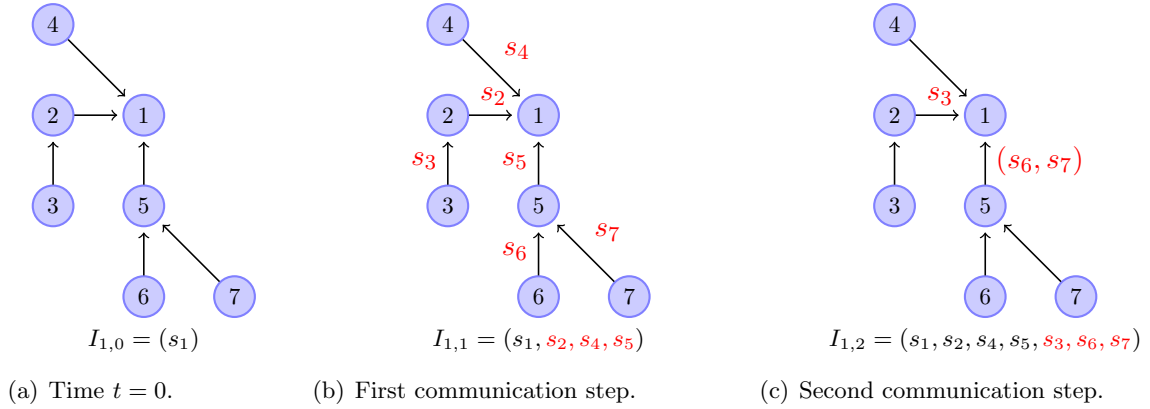 4
2
1
3
5
6
7
I_{1,0} = (s_1)
(a) Time t = 0.
4
s_4
s_2
2
1
s_3
s_5
3
5
s_7
s_6
6
7
I_{1,1} = (s_1, s_2, s_4, s_5)
(b) First communication step.
4
s_3
2
1
(s_6, s_7)
3
5
6
7
I_{1,2} = (s_1, s_2, s_4, s_5, s_3, s_6, s_7)
(c) Second communication step.